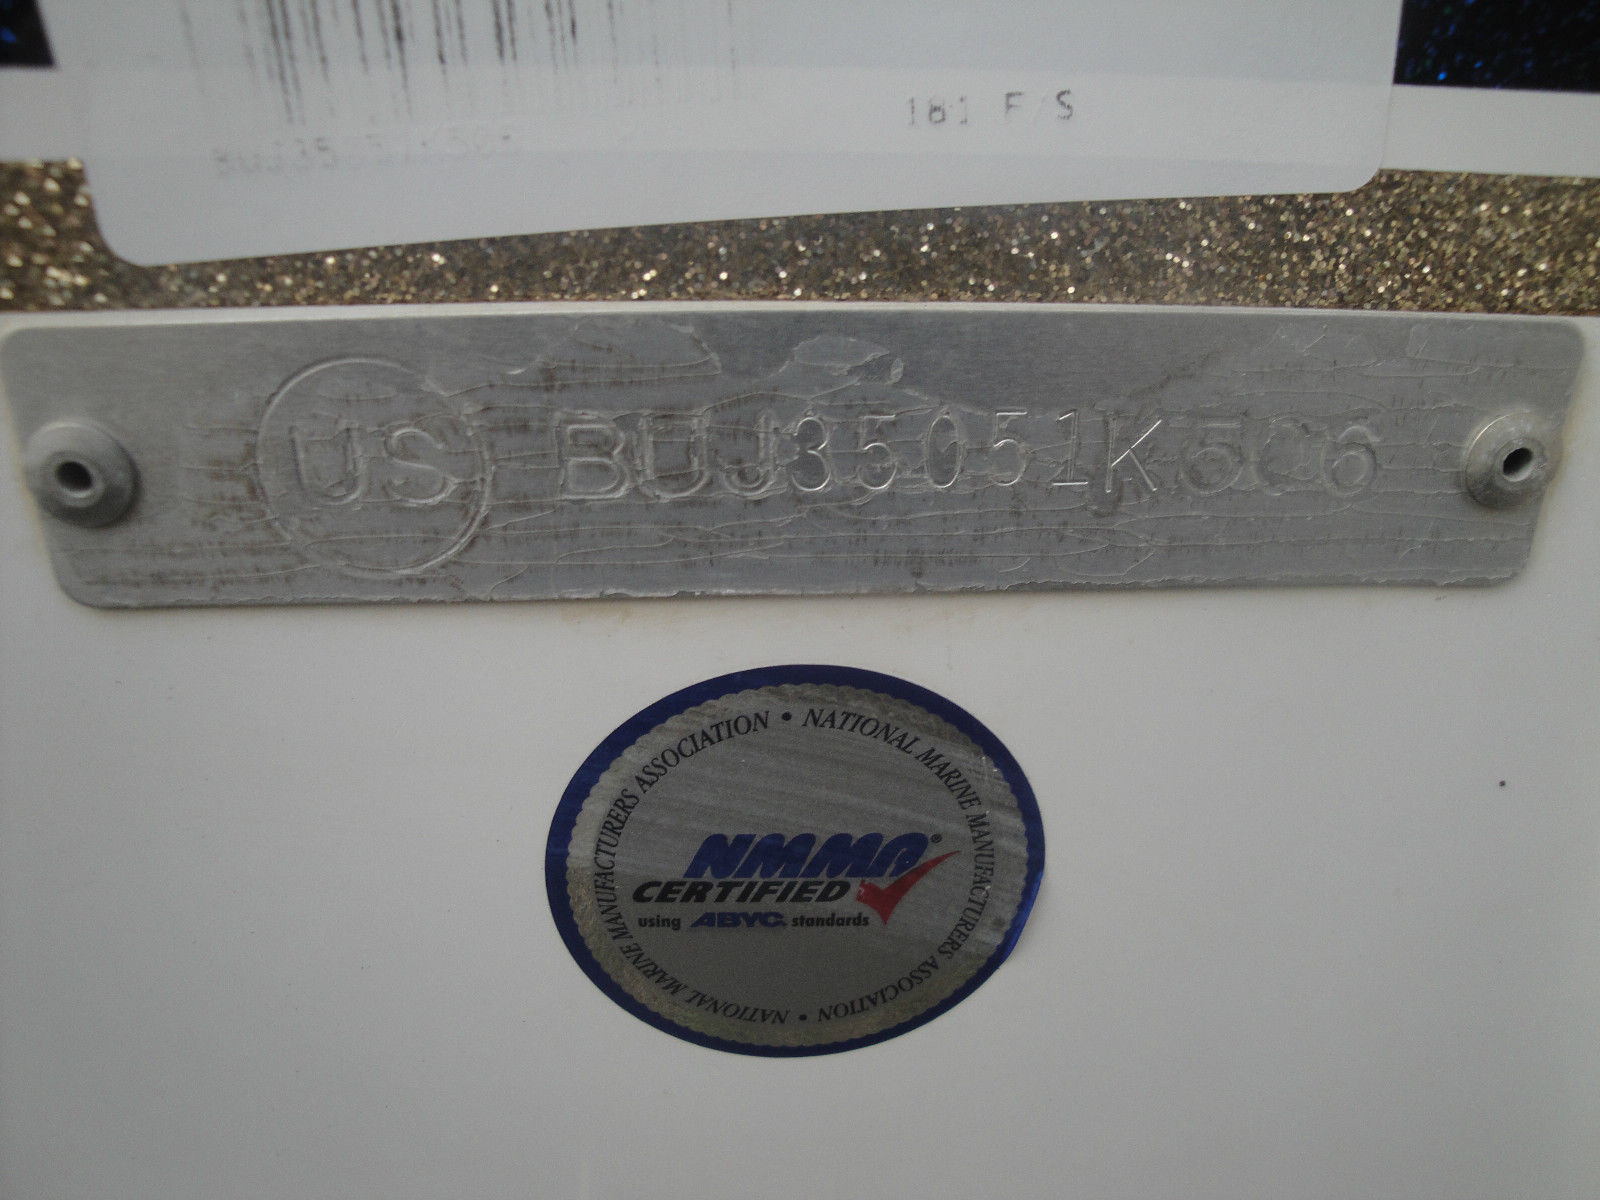 181 F/S
US BUJ35051K506
NATIONAL MARINE MANUFACTURERS ASSOCIATION • NATIONAL MARINE MANUFACTURERS ASSOCIATION •
NMMA®
CERTIFIED
using ABYC standards